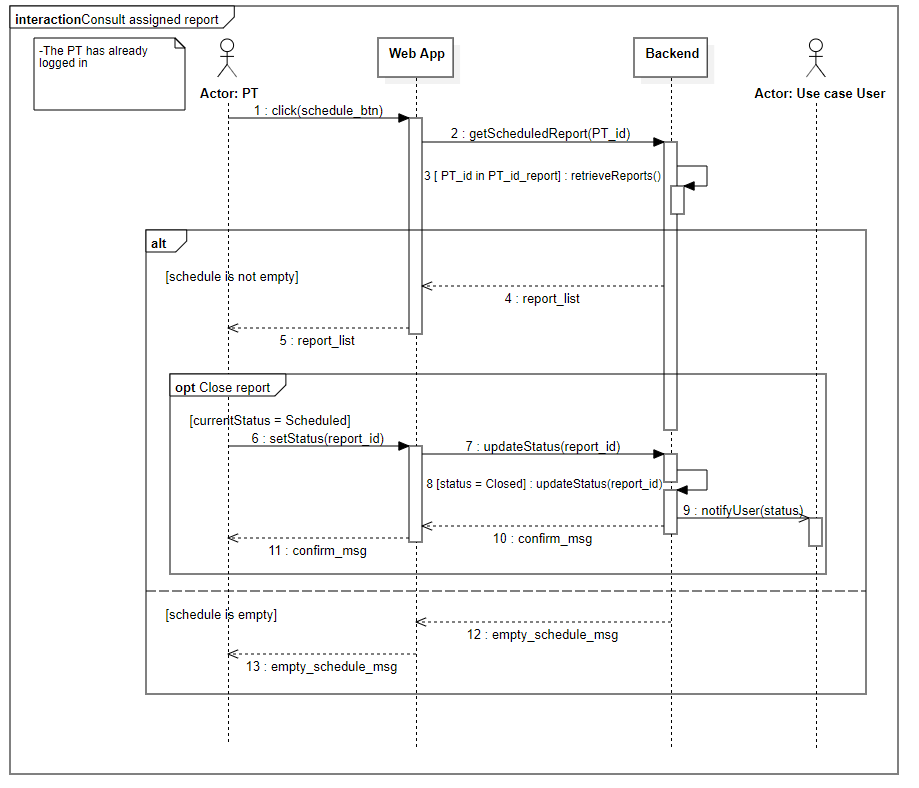 interactionConsult assigned report
-The PT has already
logged in
Actor: PT
Web App
Backend
Actor: Use case User
1 : click(schedule_btn)
2 : getScheduledReport(PT_id)
3 [ PT_id in PT_id_report] : retrieveReports()
alt
[schedule is not empty]
4 : report_list
5 : report_list
opt Close report
[currentStatus = Scheduled]
6 : setStatus(report_id)
7 : updateStatus(report_id)
8 [status = Closed] : updateStatus(report_id)
9 : notifyUser(status)
10 : confirm_msg
11 : confirm_msg
[schedule is empty]
12 : empty_schedule_msg
13 : empty_schedule_msg